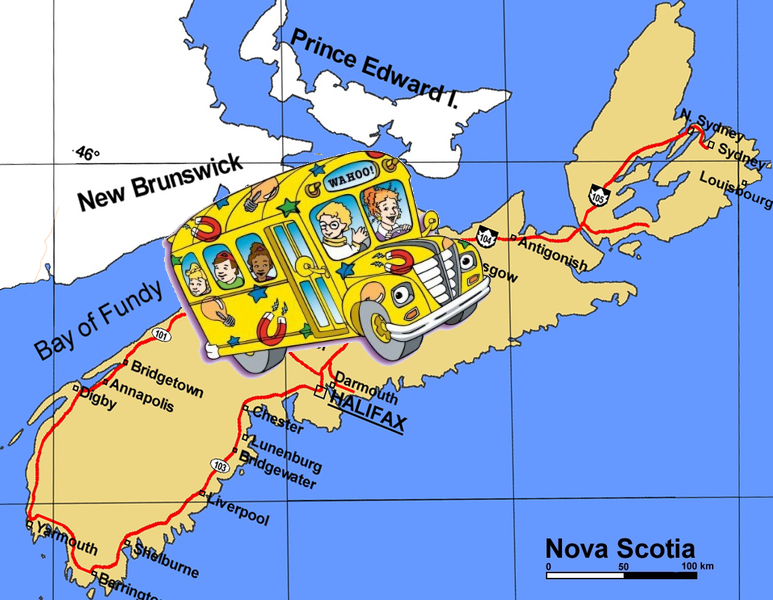 Prince Edward I.
N. Sydney
Sydney
46°
New Brunswick
WAHOO!
Louisbourg
105
104
Antigonish
sgow
Bay of Fundy
101
Bridgetown
Annapolis
Digby
Darmouth
HALIFAX
Chester
Lunenburg
Bridgewater
103
Liverpool
Yarmouth
Shelburne
Barringto
Nova Scotia
0 50 100 km